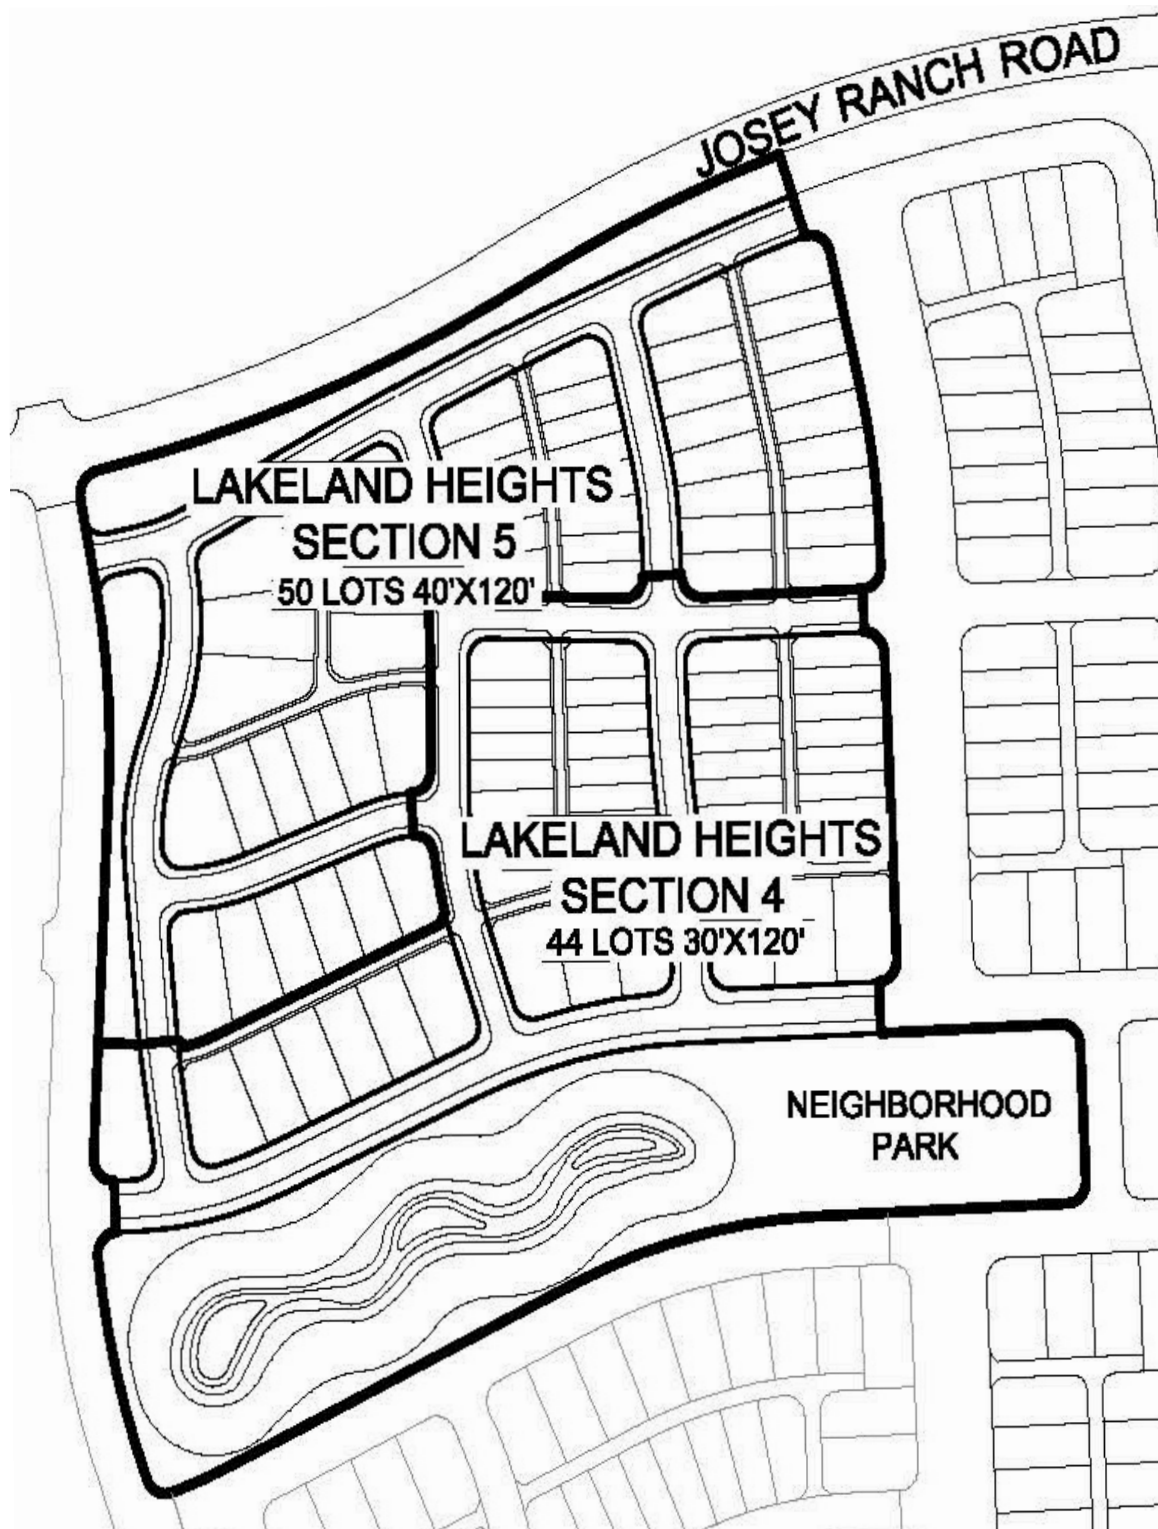 JOSEY RANCH ROAD
LAKELAND HEIGHTS
SECTION 5
50 LOTS 40'X120'
LAKELAND HEIGHTS
SECTION 4
44 LOTS 30'X120'
NEIGHBORHOOD
PARK